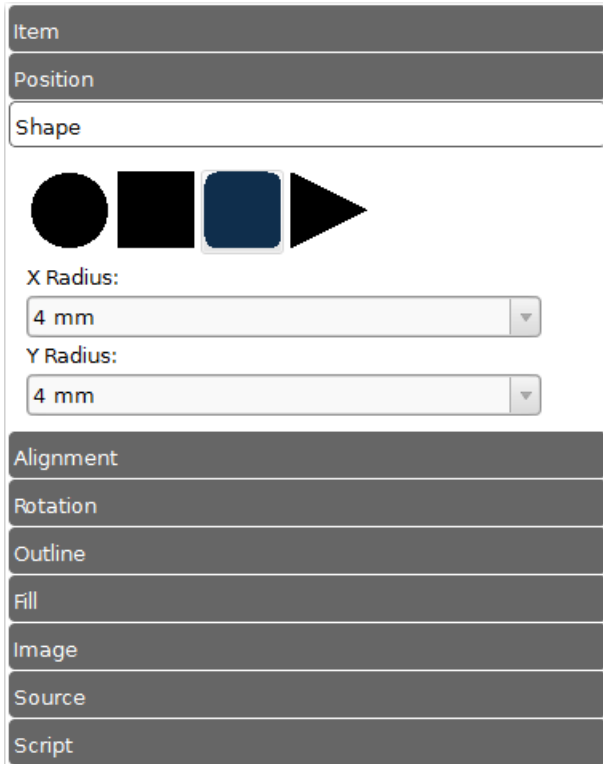 Item
Position
Shape
X Radius:
4 mm
Y Radius:
4 mm
Alignment
Rotation
Outline
Fill
Image
Source
Script